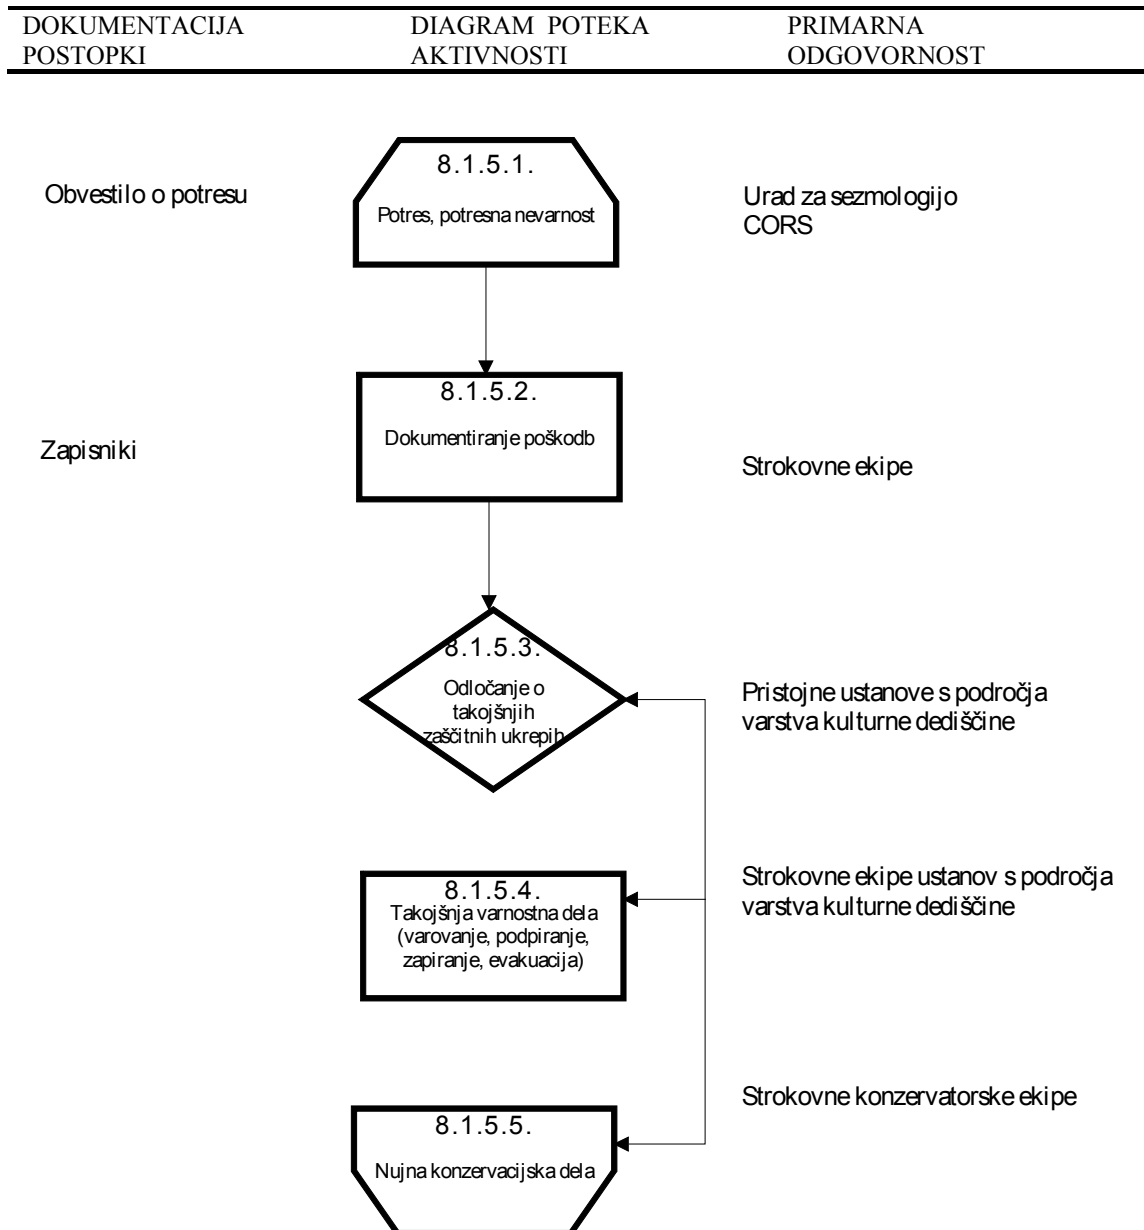 DOKUMENTACIJA
POSTOPKI
DIAGRAM POTEKA
AKTIVNOSTI
PRIMARNA
ODGOVORNOST
Obvestilo o potresu
8.1.5.1.
Potres, potresna nevarnost
Urad za sezmologijo
CORS
Zapisniki
8.1.5.2.
Dokumentiranje poškodb
Strokovne ekipe
8.1.5.3.
Odločanje o
takojšnjih
zaščitnih ukrepih
Pristojne ustanove s področja
varstva kulturne dediščine
8.1.5.4.
Takojšnja varnostna dela
(varovanje, podpiranje,
zapiranje, evakuacija)
Strokovne ekipe ustanov s področja
varstva kulturne dediščine
8.1.5.5.
Nujna konzervacijska dela
Strokovne konzervatorske ekipe